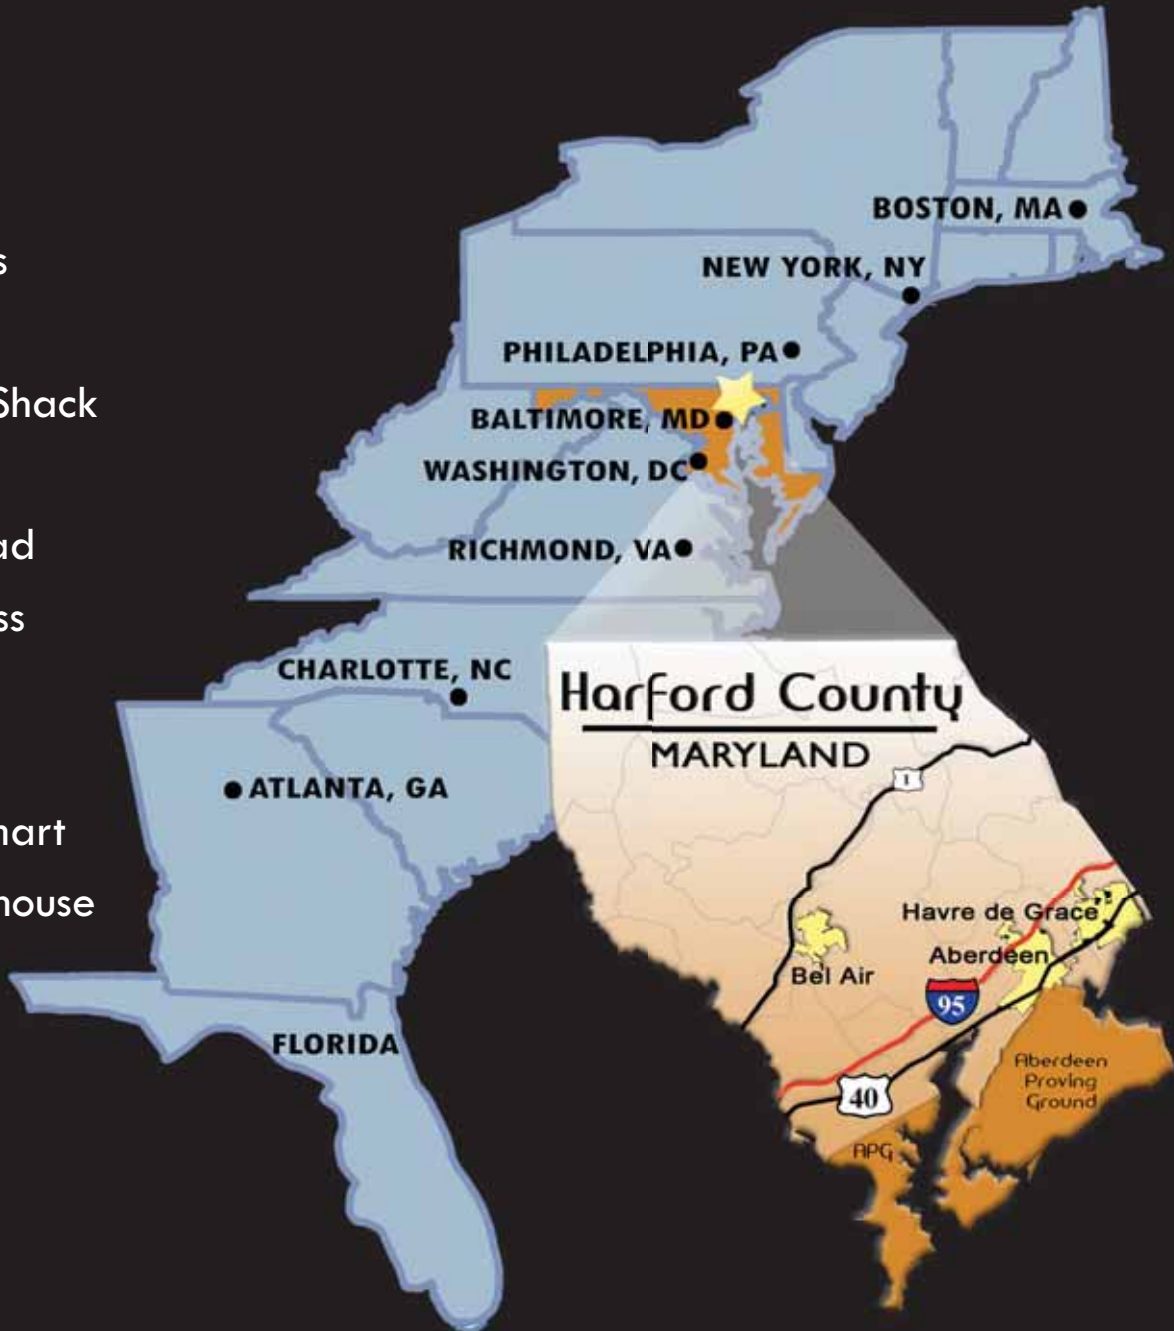 s
Shack
ad
ss
mart
house
BOSTON, MA
NEW YORK, NY
PHILADELPHIA, PA
BALTIMORE, MD
WASHINGTON, DC
RICHMOND, VA
CHARLOTTE, NC
ATLANTA, GA
FLORIDA
Harford County
MARYLAND
1
Havre de Grace
Aberdeen
Bel Air
95
40
Aberdeen
Proving
Ground
APG